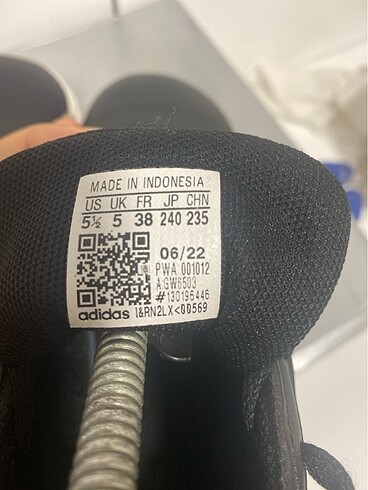 MADE IN INDONESIA
US UK FR JP CHN
5½ 5 38 240 235
06/22
PWA 001012
A:GW6503
#130196446
adidas I&RN2LX<00569